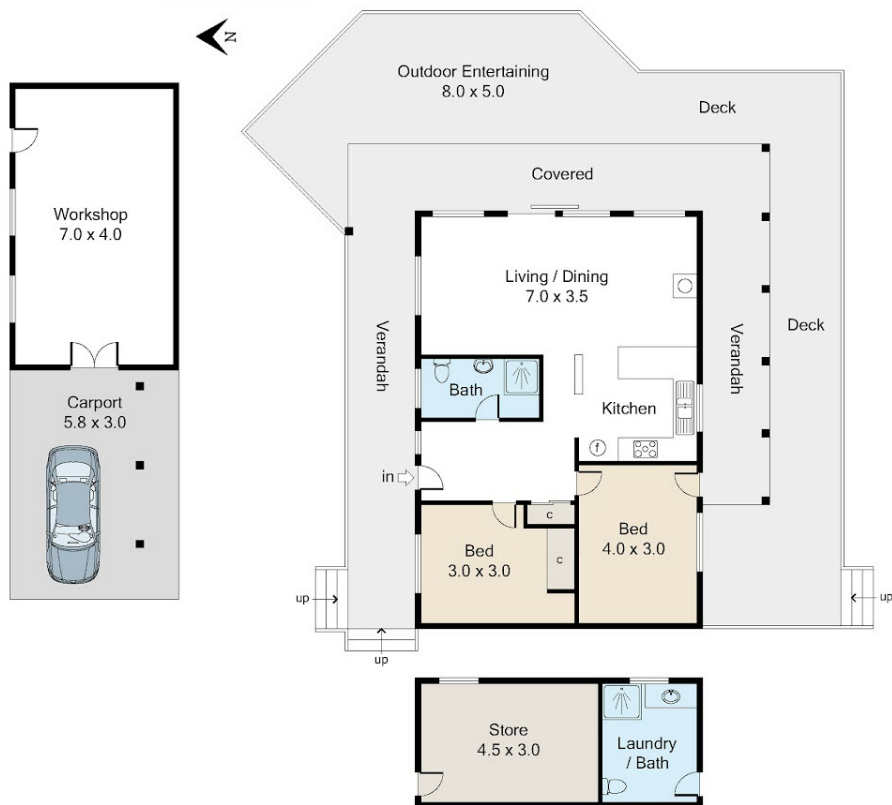 N
Outdoor Entertaining
8.0 x 5.0
Deck
Covered
Workshop
7.0 x 4.0
Living / Dining
7.0 x 3.5
Verandah
Verandah
Deck
Bath
Kitchen
Carport
5.8 x 3.0
f
in
c
Bed
4.0 x 3.0
Bed
3.0 x 3.0
c
up
up
up
Store
4.5 x 3.0
Laundry
/ Bath